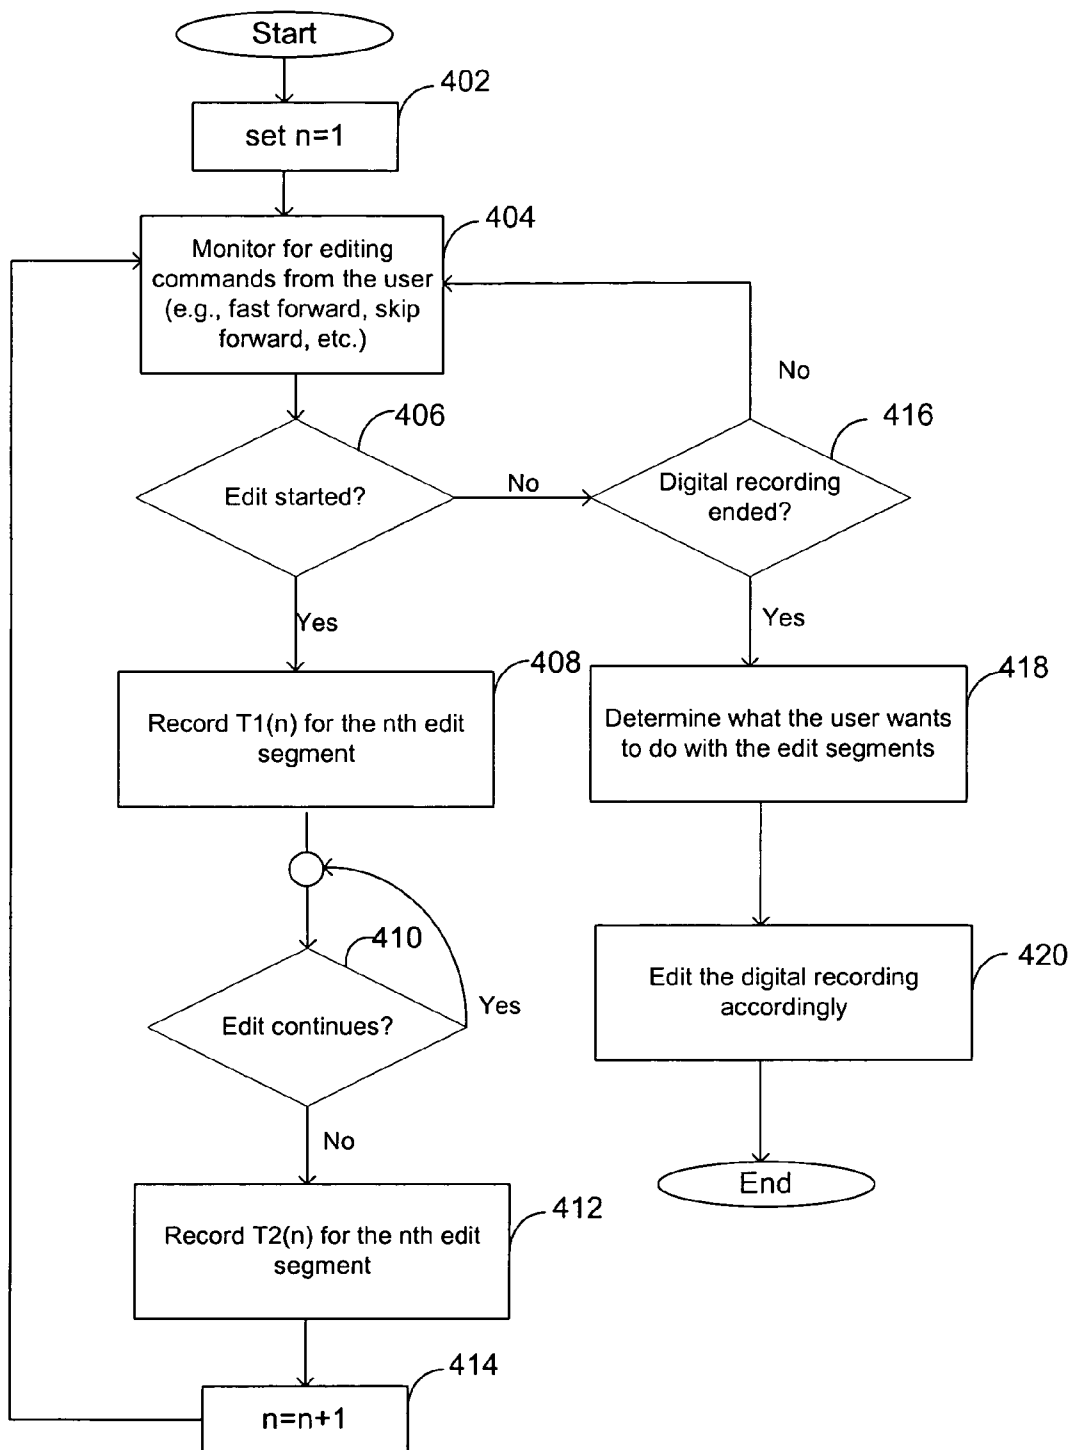 Start
402
set n=1
404
Monitor for editing
commands from the user
(e.g., fast forward, skip
forward, etc.)
No
406
416
Edit started?
No
Digital recording
ended?
Yes
Yes
408
418
Record T1(n) for the nth edit
segment
Determine what the user wants
to do with the edit segments
410
Edit continues?
Yes
420
Edit the digital recording
accordingly
No
End
412
Record T2(n) for the nth edit
segment
414
n=n+1